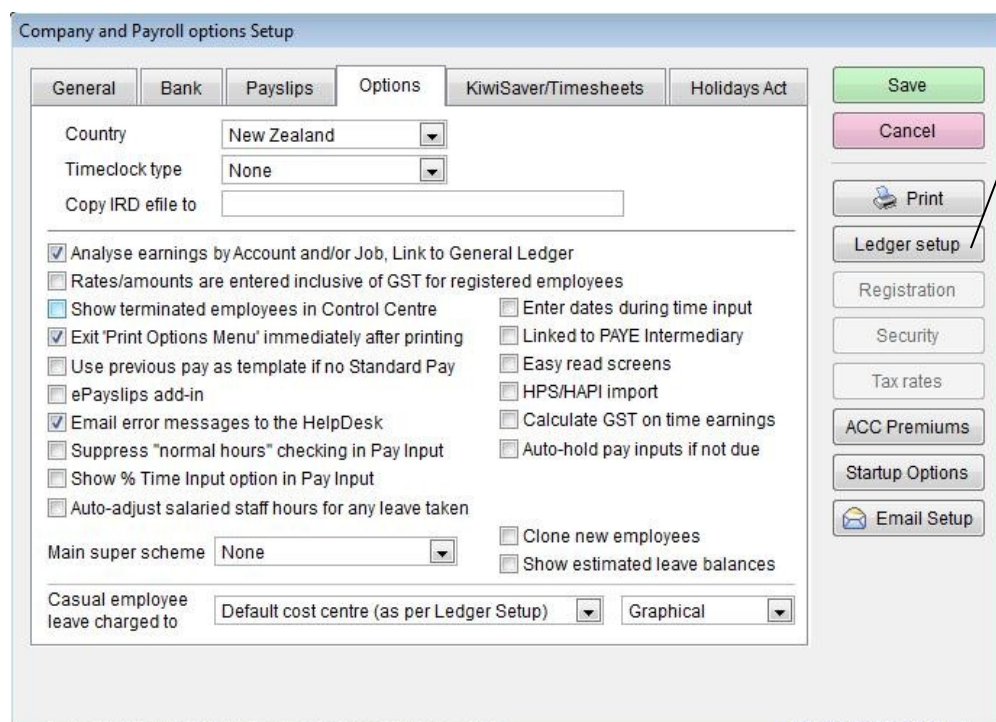 Company and Payroll options Setup
General Bank Payslips Options KiwiSaver/Timesheets Holidays Act
Save
Cancel
Print
Ledger setup
Registration
Security
Tax rates
ACC Premiums
Startup Options
Email Setup
Country New Zealand
Timeclock type None
Copy IRD efile to
Analyse earnings by Account and/or Job, Link to General Ledger
Rates/amounts are entered inclusive of GST for registered employees
Show terminated employees in Control Centre
Exit 'Print Options Menu' immediately after printing
Use previous pay as template if no Standard Pay
ePayslips add-in
Email error messages to the HelpDesk
Suppress "normal hours" checking in Pay Input
Show % Time Input option in Pay Input
Auto-adjust salaried staff hours for any leave taken
Enter dates during time input
Linked to PAYE Intermediary
Easy read screens
HPS/HAPI import
Calculate GST on time earnings
Auto-hold pay inputs if not due
Main super scheme None
Clone new employees
Show estimated leave balances
Casual employee
leave charged to
Default cost centre (as per Ledger Setup) Graphical